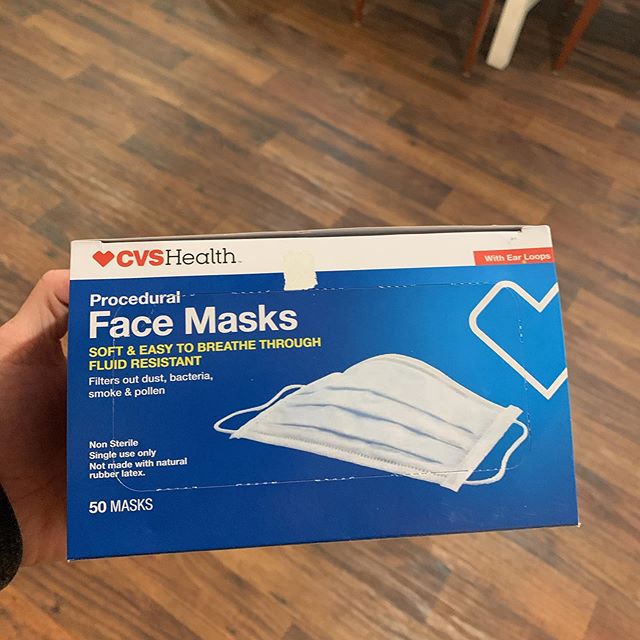 CVSHealth™
With Ear Loops
Procedural
Face Masks
SOFT & EASY TO BREATHE THROUGH
FLUID RESISTANT
Filters out dust, bacteria,
smoke & pollen
Non Sterile
Single use only
Not made with natural
rubber latex.
50 MASKS